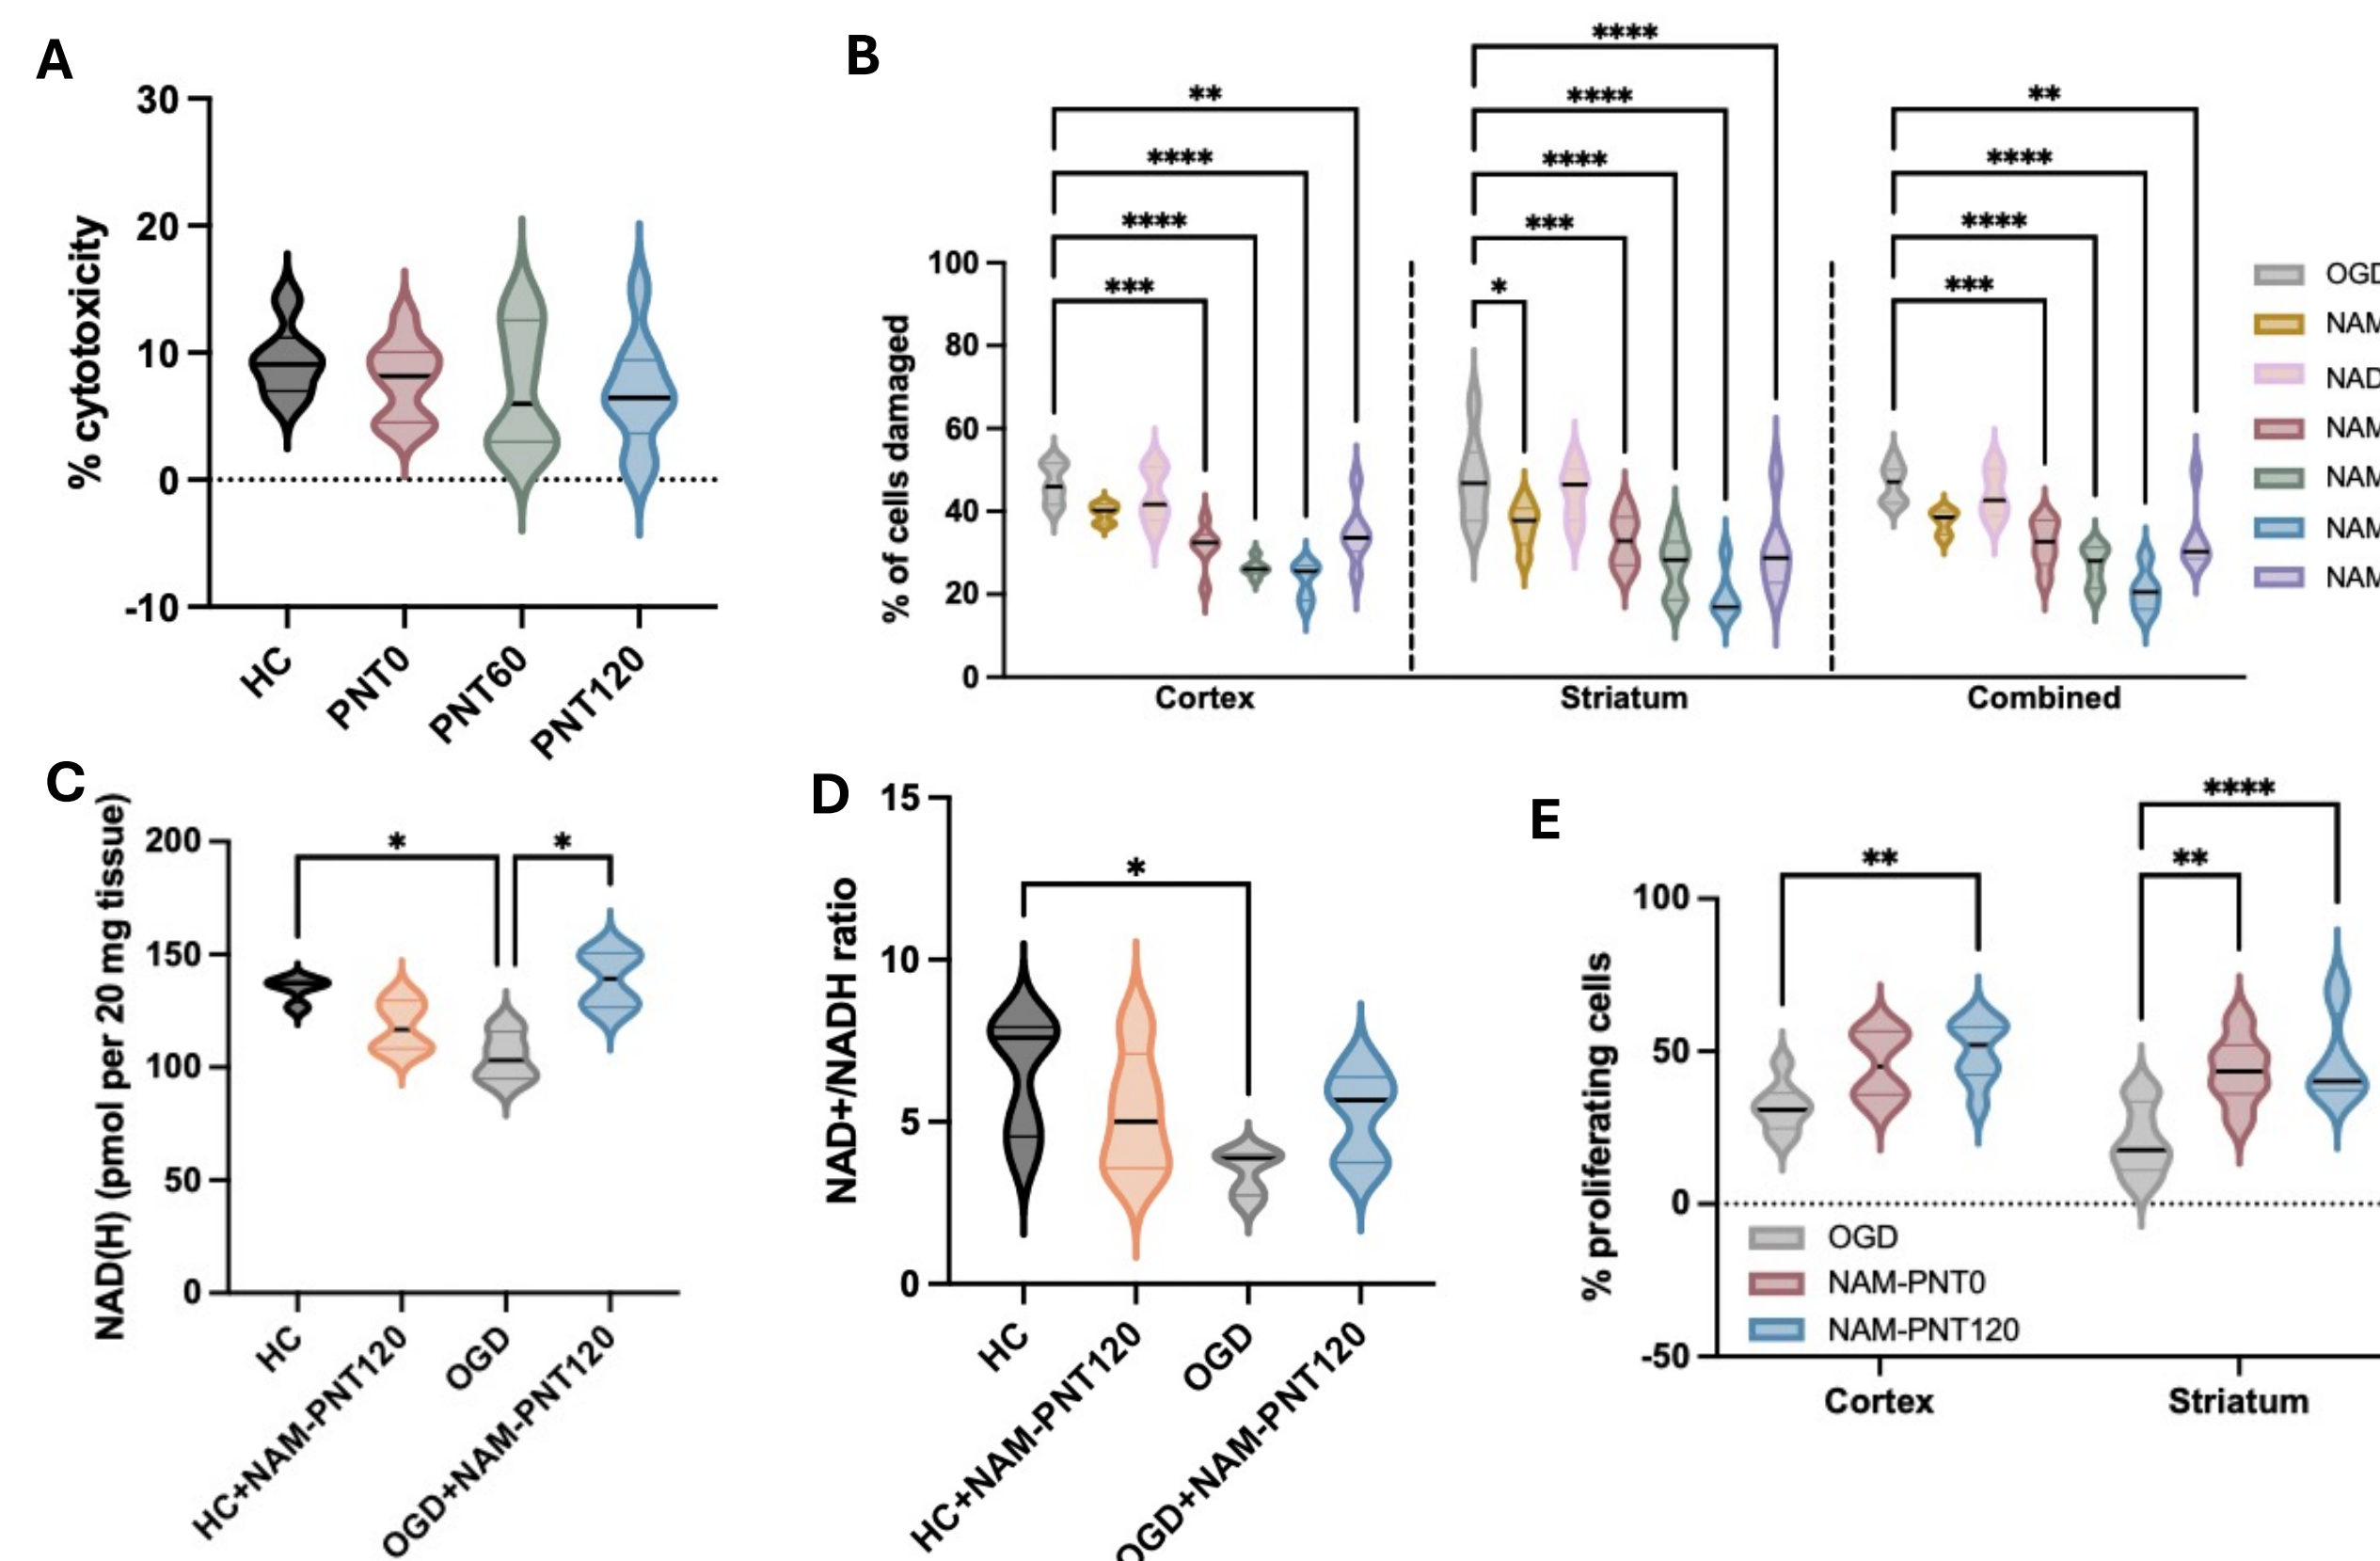 A
30
20
10
0
-10
% cytotoxicity
HC
PNT0
PNT60
PNT120
B
**
****
****
***
****
****
****
***
*
**
****
****
***
100
80
60
40
20
0
% of cells damaged
Cortex
Striatum
Combined
OGD
NAM
NAD
NAM
NAM
NAM
NAM
C
200
150
100
50
0
NAD(H) (pmol per 20 mg tissue)
*
*
HC
HC+NAM-PNT120
OGD
OGD+NAM-PNT120
D
15
10
5
0
NAD+/NADH ratio
*
HC
HC+NAM-PNT120
OGD
OGD+NAM-PNT120
E
100
50
0
-50
% proliferating cells
**
****
**
OGD
NAM-PNT0
NAM-PNT120
Cortex
Striatum